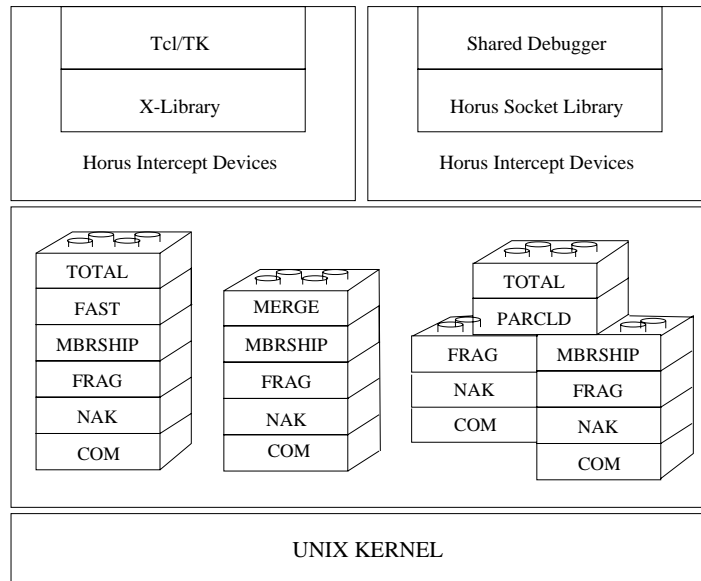 Tcl/TK
X-Library
Horus Intercept Devices
Shared Debugger
Horus Socket Library
Horus Intercept Devices
TOTAL
FAST
MBRSHIP
FRAG
NAK
COM
MERGE
MBRSHIP
FRAG
NAK
COM
TOTAL
PARCLD
FRAG
NAK
COM
MBRSHIP
FRAG
NAK
COM
UNIX KERNEL